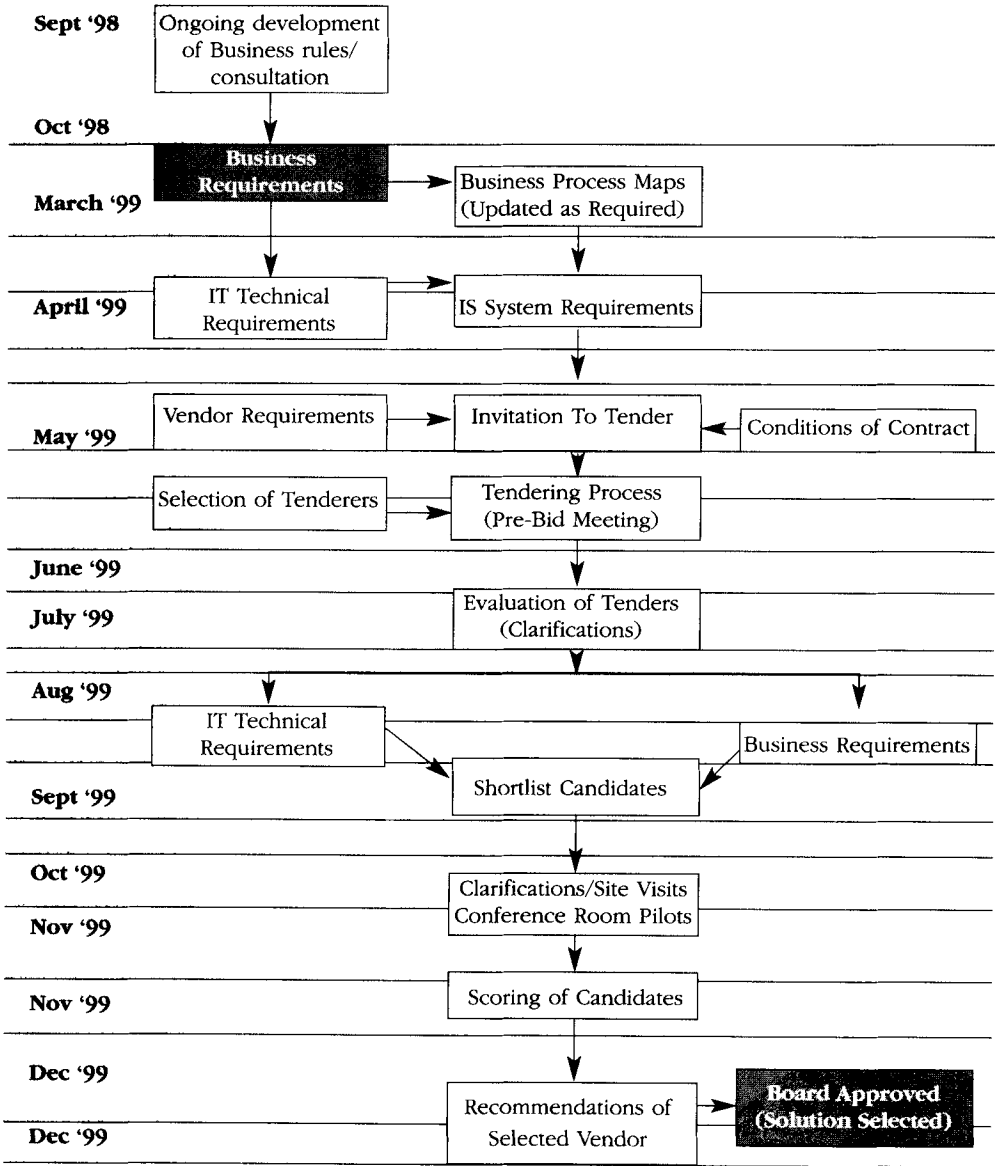 Sept ‘98
Ongoing development
of Business rules/
consultation
Oct ‘98
Business
Requirements
Business Process Maps
(Updated as Required)
March ‘99
IT Technical
Requirements
IS System Requirements
April ‘99
Vendor Requirements
Invitation To Tender
Conditions of Contract
May ‘99
Selection of Tenderers
Tendering Process
(Pre-Bid Meeting)
June ‘99
Evaluation of Tenders
(Clarifications)
July ‘99
Aug ‘99
IT Technical
Requirements
Business Requirements
Shortlist Candidates
Sept ‘99
Oct ‘99
Clarifications/Site Visits
Conference Room Pilots
Nov ‘99
Scoring of Candidates
Nov ‘99
Dec ‘99
Recommendations of
Selected Vendor
Board Approved
(Solution Selected)
Dec ‘99